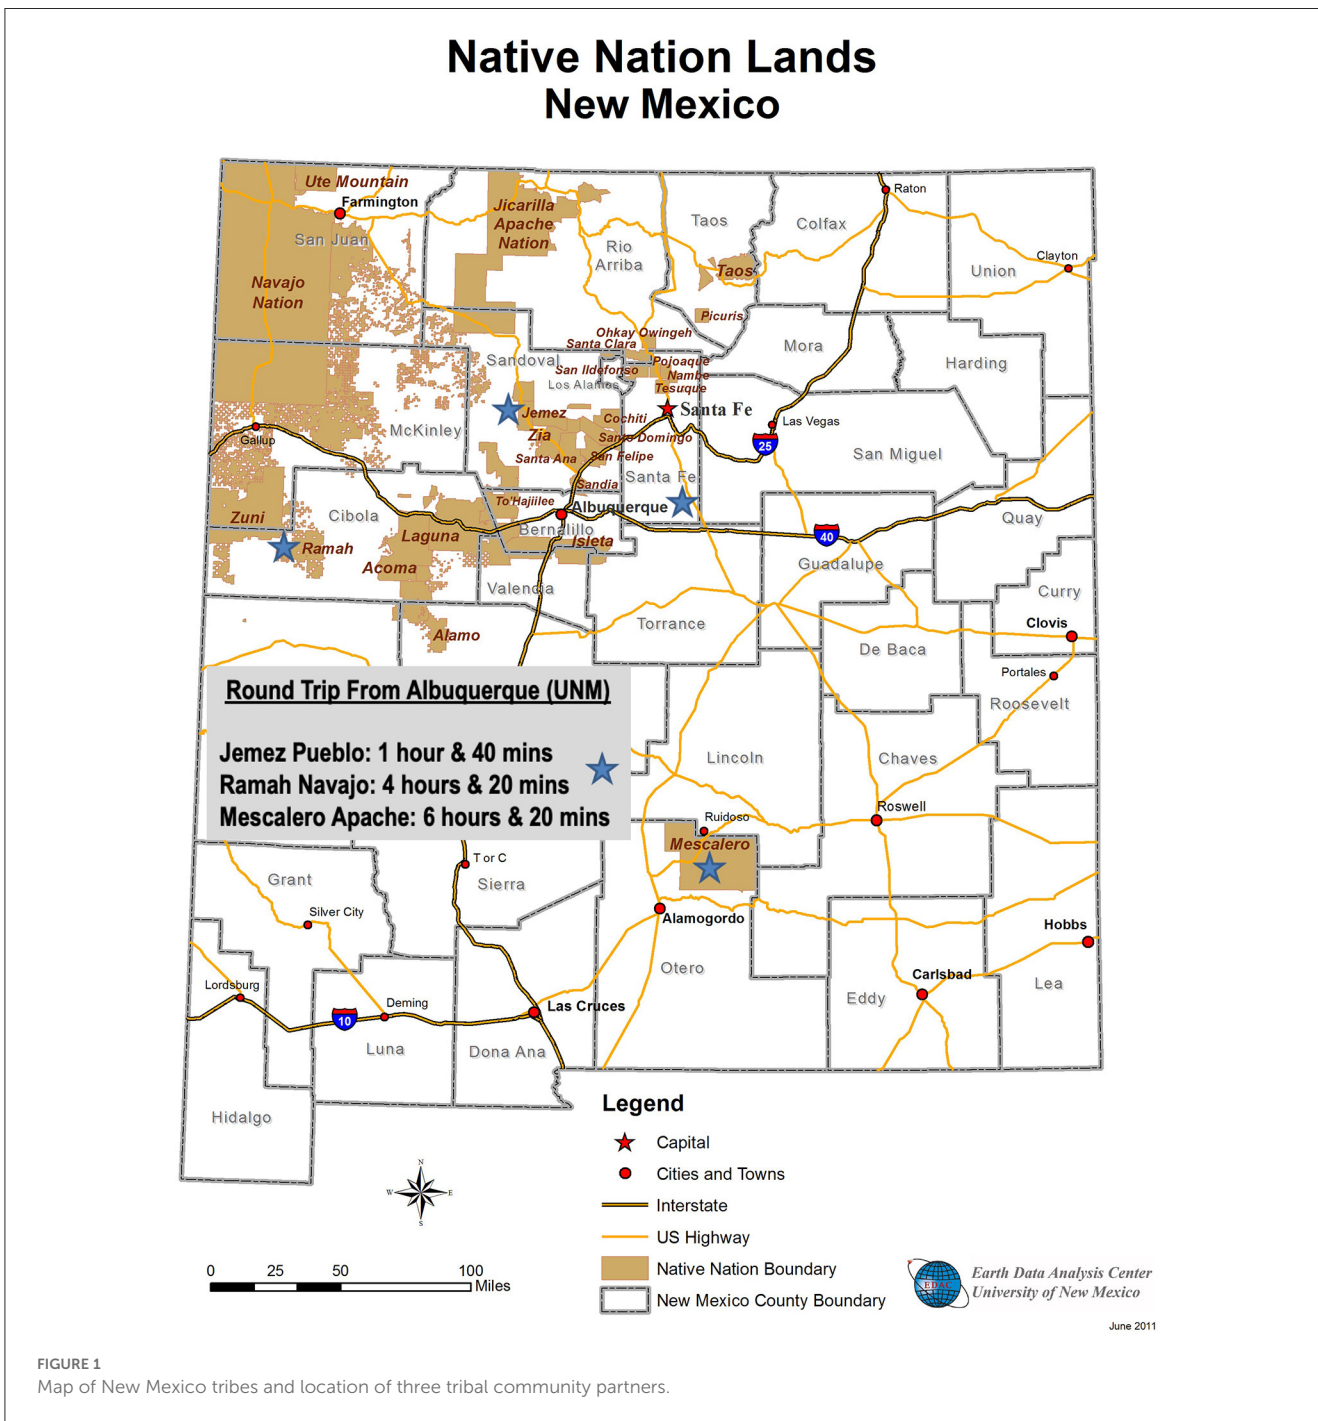 Native Nation Lands
New Mexico
Ute Mountain
Farmington
San Juan
Navajo
Nation
Jicarilla
Apache
Nation
Rio
Arriba
Taos
Taos
Colfax
Raton
Union
Clayton
Picuris
Ohkay Owingeh
Santa Clara
Pojoaque
San Ildefonso
Nambe
Los Alamos
Tesuque
Sandoval
Mora
Harding
Jemez
Santa Fe
Cochiti
Las Vegas
McKinley
Gallup
Zia
Santo Domingo
Santa Ana
San Felipe
25
San Miguel
Santa Fe
Sandia
To'Hajiilee
Albuquerque
Zuni
Cibola
Laguna
Bernalillo
Isleta
40
Quay
Ramah
Acoma
Guadalupe
Valencia
Curry
Alamo
Torrance
Clovis
De Baca
Portales
Roosevelt
Round Trip From Albuquerque (UNM)
Jemez Pueblo: 1 hour & 40 mins
Ramah Navajo: 4 hours & 20 mins
Mescalero Apache: 6 hours & 20 mins
Lincoln
Chaves
Ruidoso
Roswell
Mescalero
T or C
Grant
Sierra
Silver City
Alamogordo
Hobbs
Otero
Carlsbad
Lordsburg
Eddy
Lea
Deming
Las Cruces
10
Luna
Dona Ana
Hidalgo
Legend
Capital
Cities and Towns
Interstate
US Highway
Native Nation Boundary
New Mexico County Boundary
N
W
E
S
0 25 50 100
Miles
EDAC
Earth Data Analysis Center
University of New Mexico
June 2011
FIGURE 1
Map of New Mexico tribes and location of three tribal community partners.